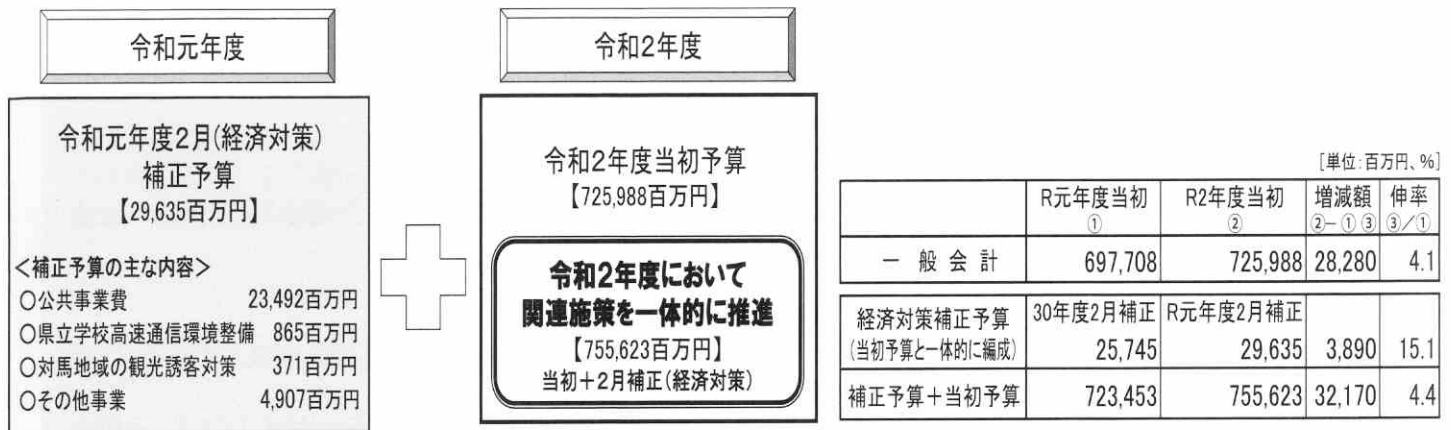 令和元年度
令和元年度2月(経済対策)
補正予算
【29,635百万円】
<補正予算の主な内容>
〇公共事業費 23,492百万円
〇県立学校高速通信環境整備 865百万円
〇対馬地域の観光誘客対策 371百万円
〇その他事業 4,907百万円
令和2年度
令和2年度当初予算
【725,988百万円】
令和2年度において
関連施策を一体的に推進
【755,623百万円】
当初+2月補正(経済対策)
[単位:百万円、%]
R元年度当初 R2年度当初 増減額 伸率
① ② ②-① ③ ③/①
一般会計 697,708 725,988 28,280 4.1
経済対策補正予算 30年度2月補正 R元年度2月補正
(当初予算と一体的に編成) 25,745 29,635 3,890 15.1
補正予算+当初予算 723,453 755,623 32,170 4.4